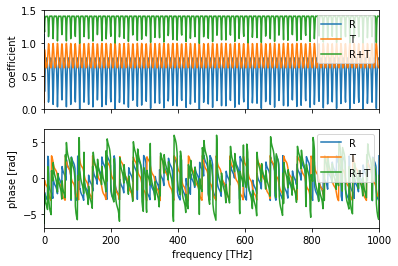 1.5
1.0
0.5
0.0
coefficient
R
T
R+T
5
0
−5
phase [rad]
R
T
R+T
0
200
400
600
800
1000
frequency [THz]